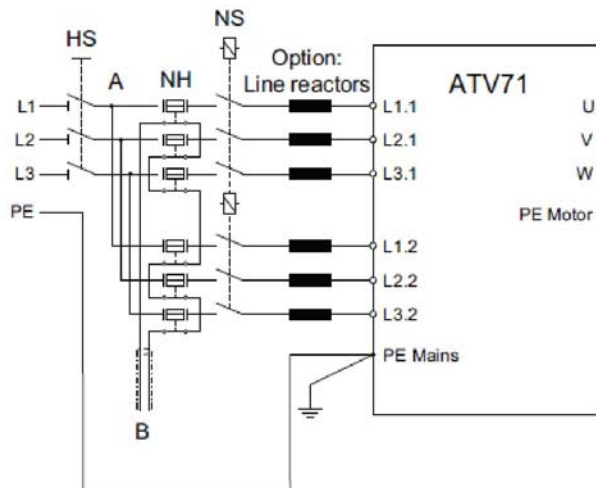 NS
HS
Option:
A
NH
Line reactors
ATV71
L1
L1.1
U
L2
L2.1
V
L3
L3.1
W
PE
PE Motor
L1.2
L2.2
L3.2
PE Mains
B